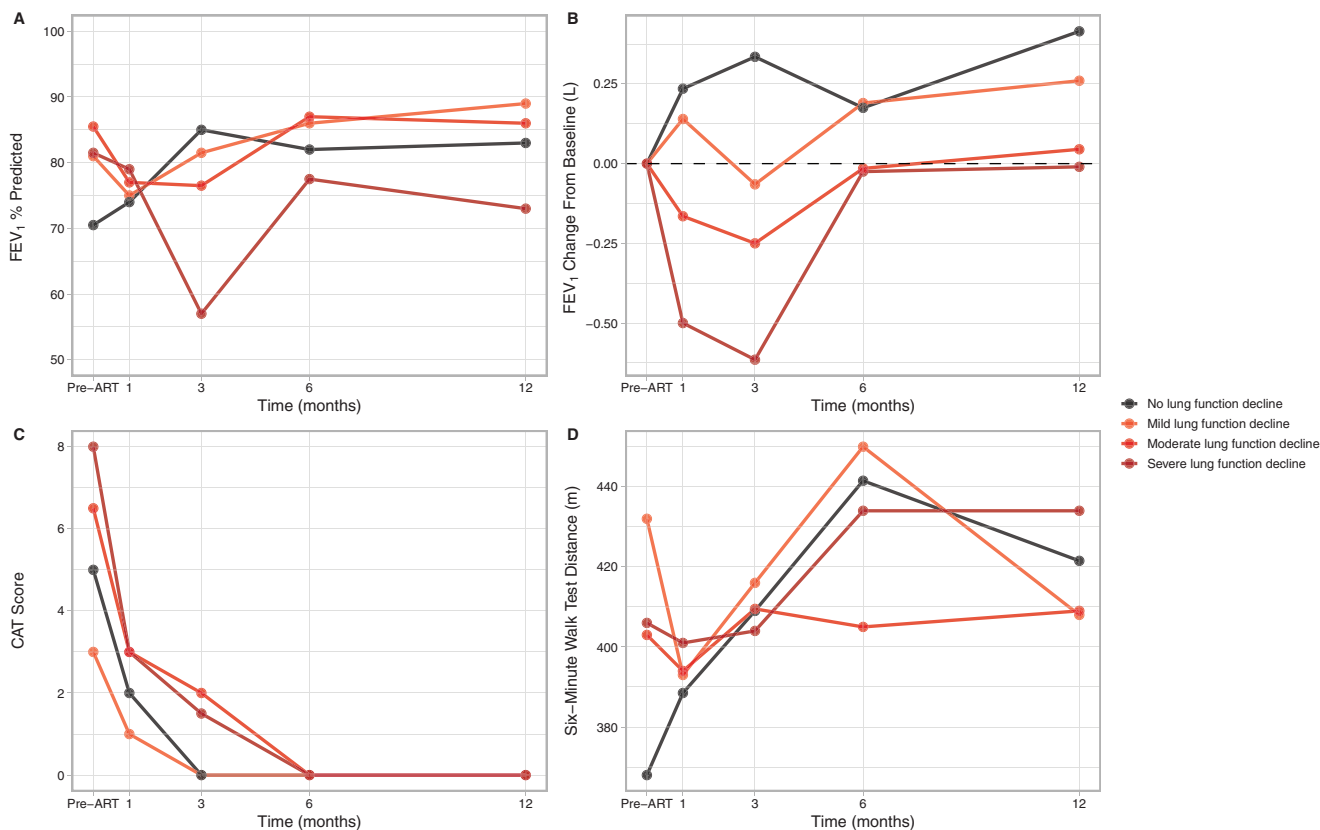 A
FEV₁ % Predicted
100
90
80
70
60
50
Pre−ART 1 3 6 12
Time (months)
B
FEV₁ Change From Baseline (L)
0.25
0.00
−0.25
−0.50
Pre−ART 1 3 6 12
Time (months)
C
CAT Score
8
6
4
2
0
Pre−ART 1 3 6 12
Time (months)
D
Six−Minute Walk Test Distance (m)
440
420
400
380
Pre−ART 1 3 6 12
Time (months)
No lung function decline
Mild lung function decline
Moderate lung function decline
Severe lung function decline